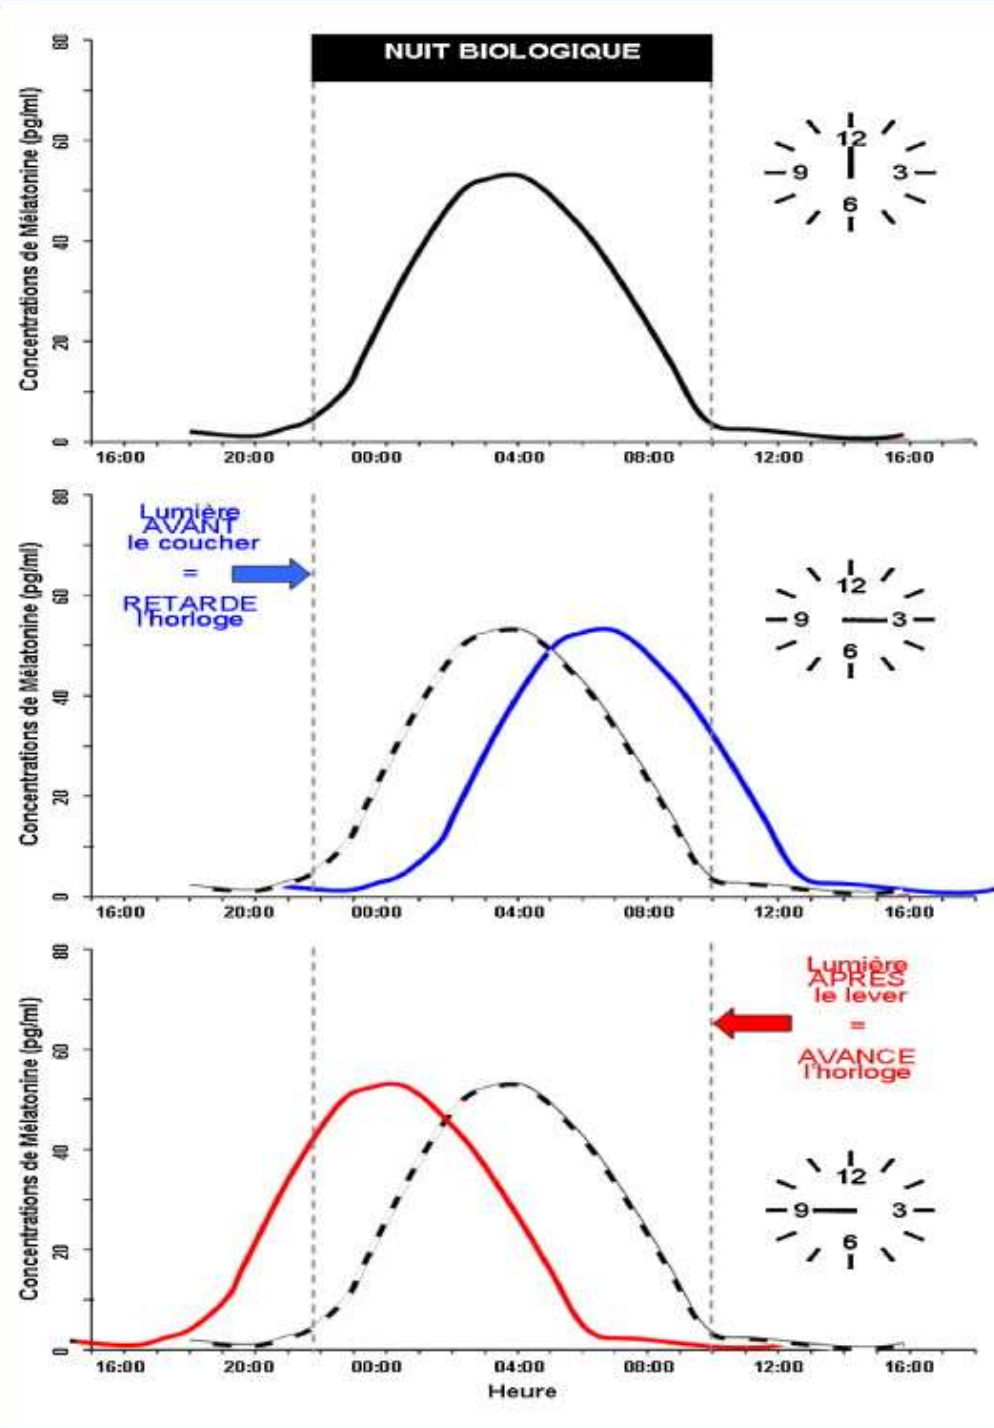 NUIT BIOLOGIQUE
Concentrations de Mélatonine (pg/ml)
80
60
40
20
0
12
9
3
6
16:00 20:00 00:00 04:00 08:00 12:00 16:00
Lumière
AVANT
le coucher
=
RETARDE
l'horloge
Concentrations de Mélatonine (pg/ml)
80
60
40
20
0
12
9
3
6
16:00 20:00 00:00 04:00 08:00 12:00 16:00
Lumière
APRÈS
le lever
=
AVANCE
l'horloge
Concentrations de Mélatonine (pg/ml)
80
60
40
20
0
12
9
3
6
16:00 20:00 00:00 04:00 08:00 12:00 16:00
Heure